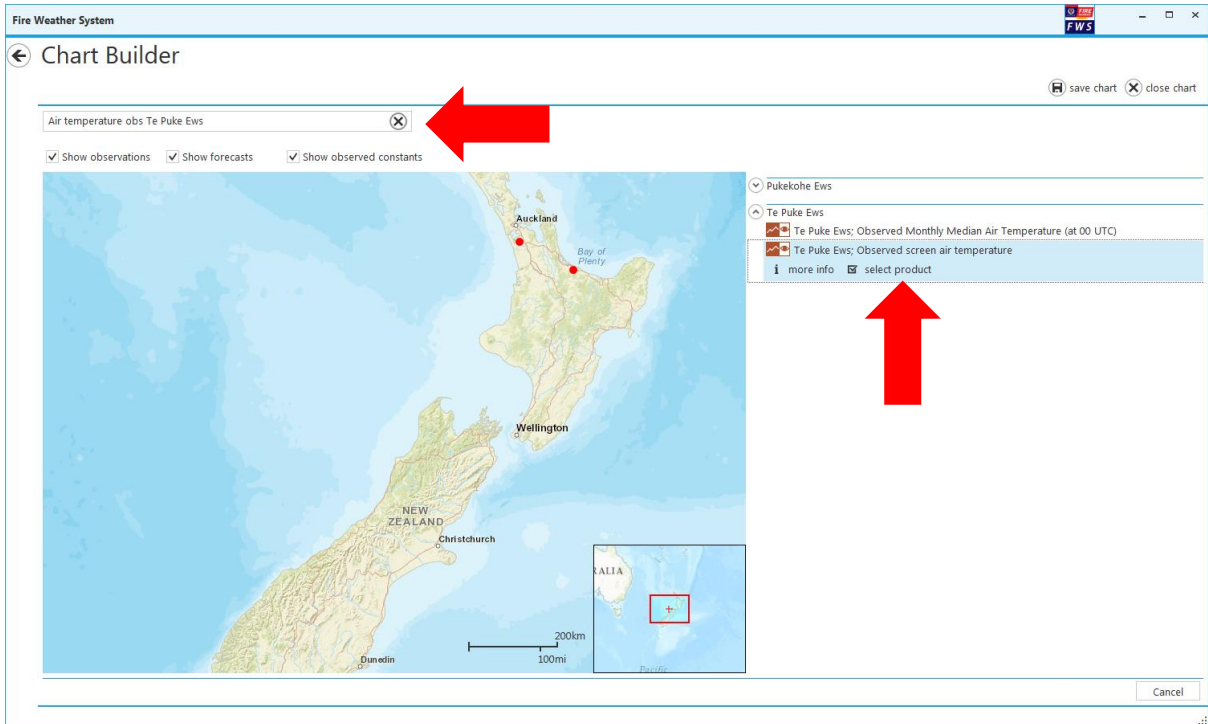 Fire Weather System
FIRE
FWS
Chart Builder
save chart
close chart
Air temperature obs Te Puke Ews
Show observations
Show forecasts
Show observed constants
Pukekohe Ews
Te Puke Ews
Te Puke Ews; Observed Monthly Median Air Temperature (at 00 UTC)
Te Puke Ews; Observed screen air temperature
i more info
select product
Auckland
Bay of
Plenty
Wellington
NEW
ZEALAND
Christchurch
Dunedin
200km
100mi
RALIA
Pacific
Cancel